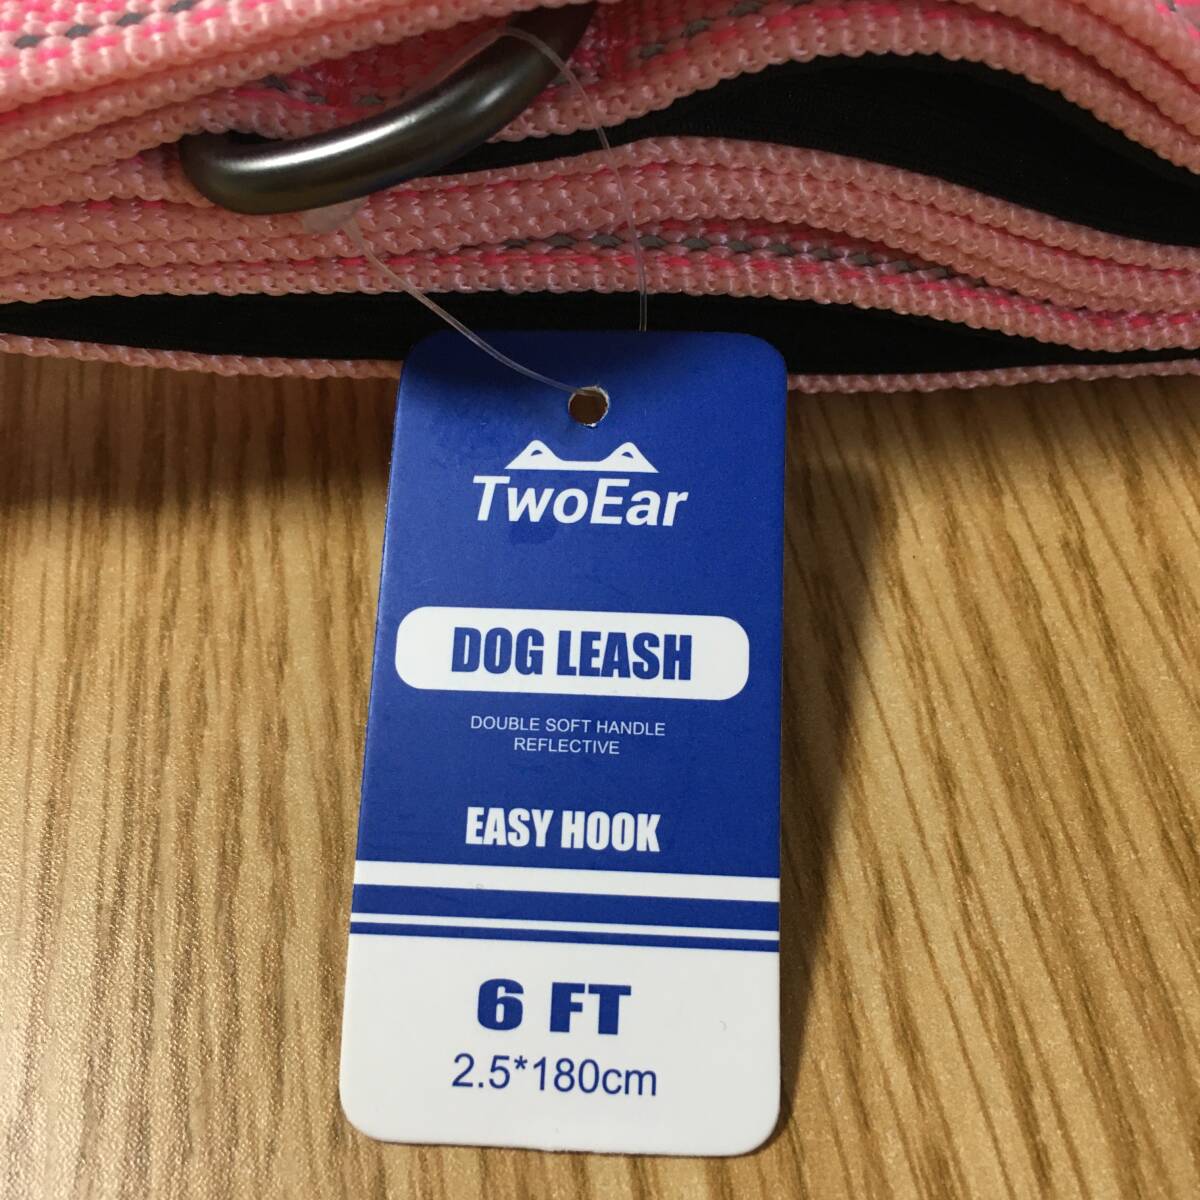 TwoEar
DOG LEASH
DOUBLE SOFT HANDLE
REFLECTIVE
EASY HOOK
6 FT
2.5*180cm